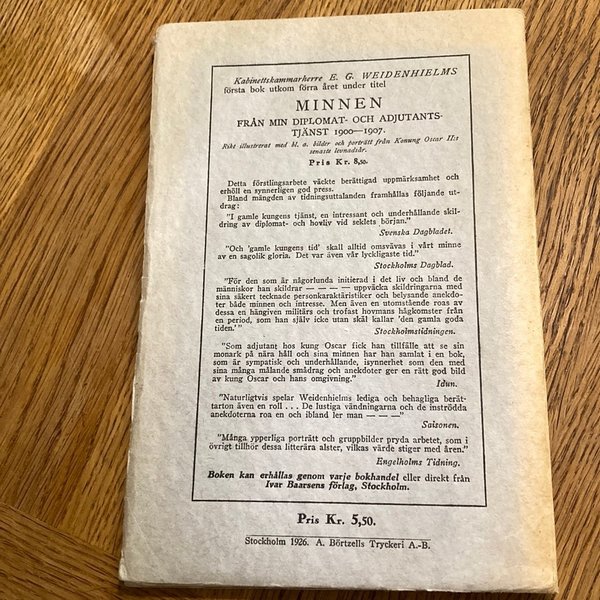 Kabinettskammarherre E. G. WEIDENHIELMS
första bok utkom förra året under titel
MINNEN
FRÅN MIN DIPLOMAT- OCH ADJUTANTS-
TJÄNST 1900—1907.
Rikt illustrerat med bl. a. bilder och porträtt från Konung Oscar II:s
senaste levnadsår.
Pris Kr. 8,50.
Detta förstlingsarbete väckte berättigad uppmärksamhet och
erhöll en synnerligen god press.
Bland mängden av tidningsuttalanden framhållas följande ut-
drag:
"I gamle kungens tjänst, en intressant och underhållande skil-
dring av diplomat- och hovliv vid seklets början."
Svenska Dagbladet.
"Och 'gamle kungens tid' skall alltid omsvävas i vårt minne
av en sagolik gloria. Det var även vår lyckligaste tid."
Stockholms Dagblad.
"För den som är någorlunda initierad i det liv och bland de
människor han skildrar — — — — uppväcka skildringarna med
sina säkert tecknade personkaraktäristiker och belysande anekdo-
ter både minnen och intresse. Men även en utomstående roas av
dessa en hängiven militärs och trofast hovmans hågkomster från
en period, som han själv icke utan skäl kallar 'den gamla goda
tiden.'"
Stockholmstidningen.
"Som adjutant hos kung Oscar fick han tillfälle att se sin
monark på nära håll och sina minnen har han samlat i en bok,
som är sympatisk och underhållande, isynnerhet som den med
sina många målande smådrag och anekdoter ger en rätt god bild
av kung Oscar och hans omgivning."
Idun.
"Naturligtvis spelar Weidenhielms lediga och behagliga berät-
tarton även en roll . . . De lustiga vändningarna och de inströdda
anekdoterna roa en och ibland ler man — — —"
Saisonen.
"Många ypperliga porträtt och gruppbilder pryda arbetet, som i
övrigt tillhör dessa litterära alster, vilkas värde stiger med åren."
Engelholms Tidning.
Boken kan erhållas genom varje bokhandel eller direkt från
Ivar Baarsens förlag, Stockholm.
Pris Kr. 5,50.
Stockholm 1926. A. Börtzells Tryckeri A.-B.